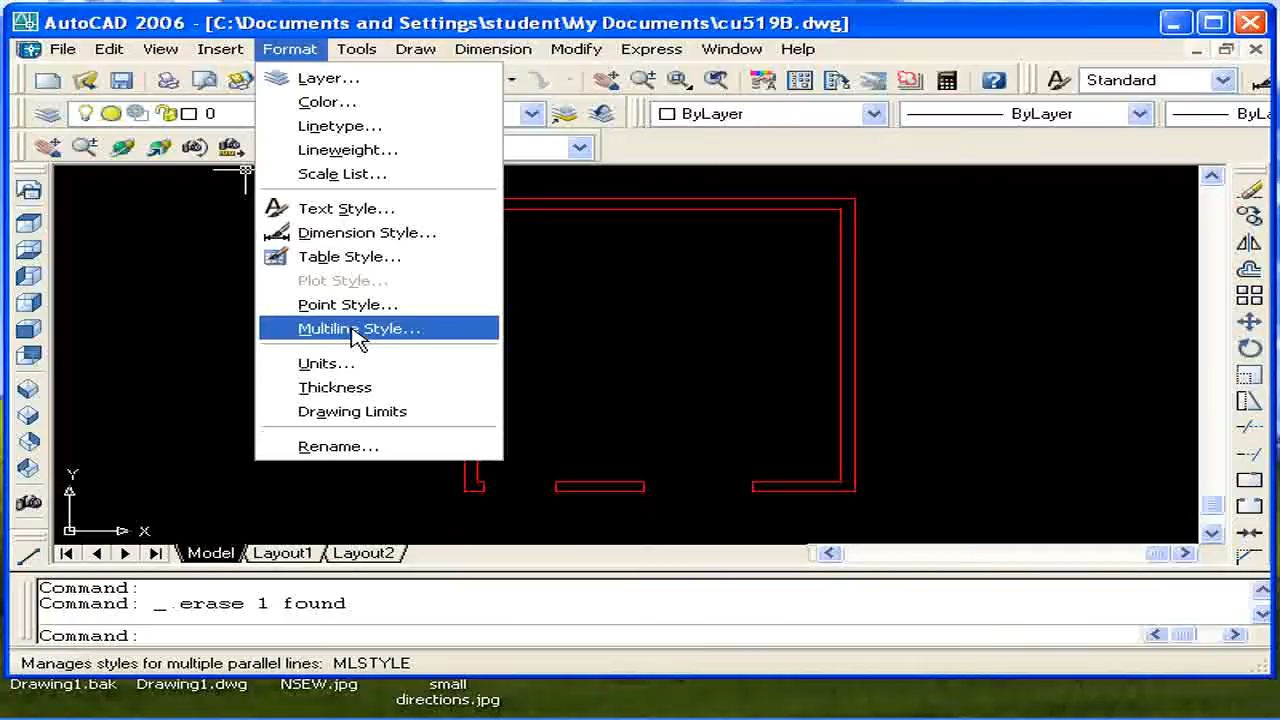 AutoCAD 2006 - [C:\Documents and Settings\student\My Documents\cu519B.dwg]
File Edit View Insert Format Tools Draw Dimension Modify Express Window Help
Standard
0
ByLayer
ByLayer
ByLa
Layer...
Color...
Linetype...
Lineweight...
Scale List...
Text Style...
Dimension Style...
Table Style...
Plot Style...
Point Style...
Multiline Style...
Units...
Thickness
Drawing Limits
Rename...
Y
X
Model Layout1 Layout2
Command:
Command: _.erase 1 found
Command:
Manages styles for multiple parallel lines: MLSTYLE
Drawing1.bak Drawing1.dwg NSEW.jpg small
directions.jpg